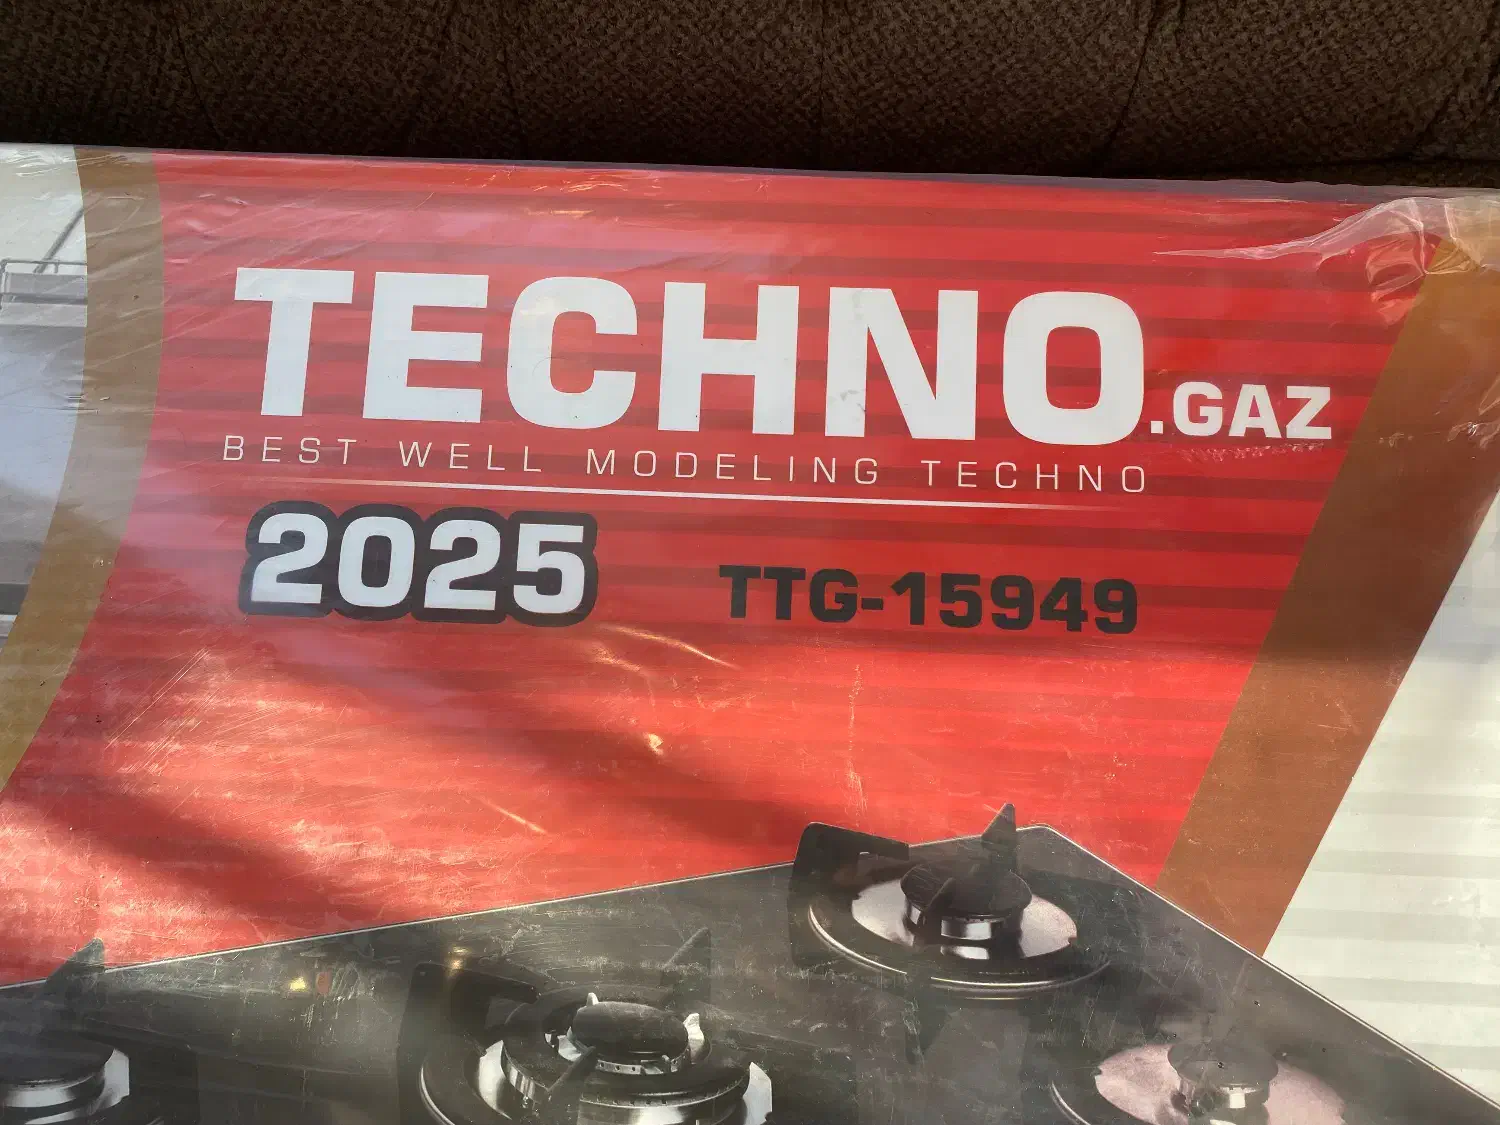 TECHNO.GAZ
BEST WELL MODELING TECHNO
2025 TTG-15949